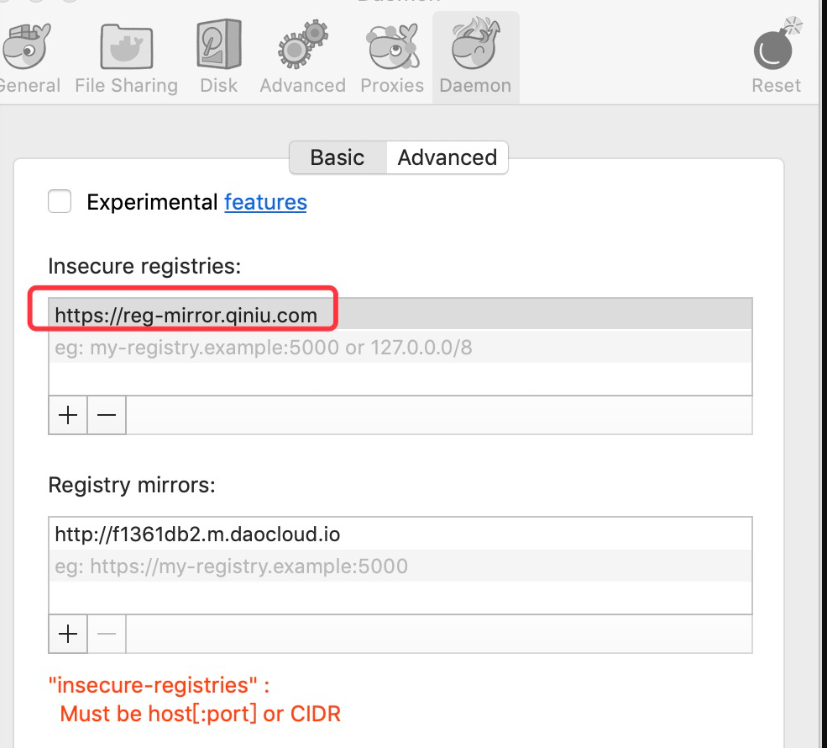 General File Sharing Disk Advanced Proxies Daemon Reset
Basic Advanced
Experimental features
Insecure registries:
https://reg-mirror.qiniu.com
eg: my-registry.example:5000 or 127.0.0.0/8
Registry mirrors:
http://f1361db2.m.daocloud.io
eg: https://my-registry.example:5000
"insecure-registries" :
Must be host[:port] or CIDR